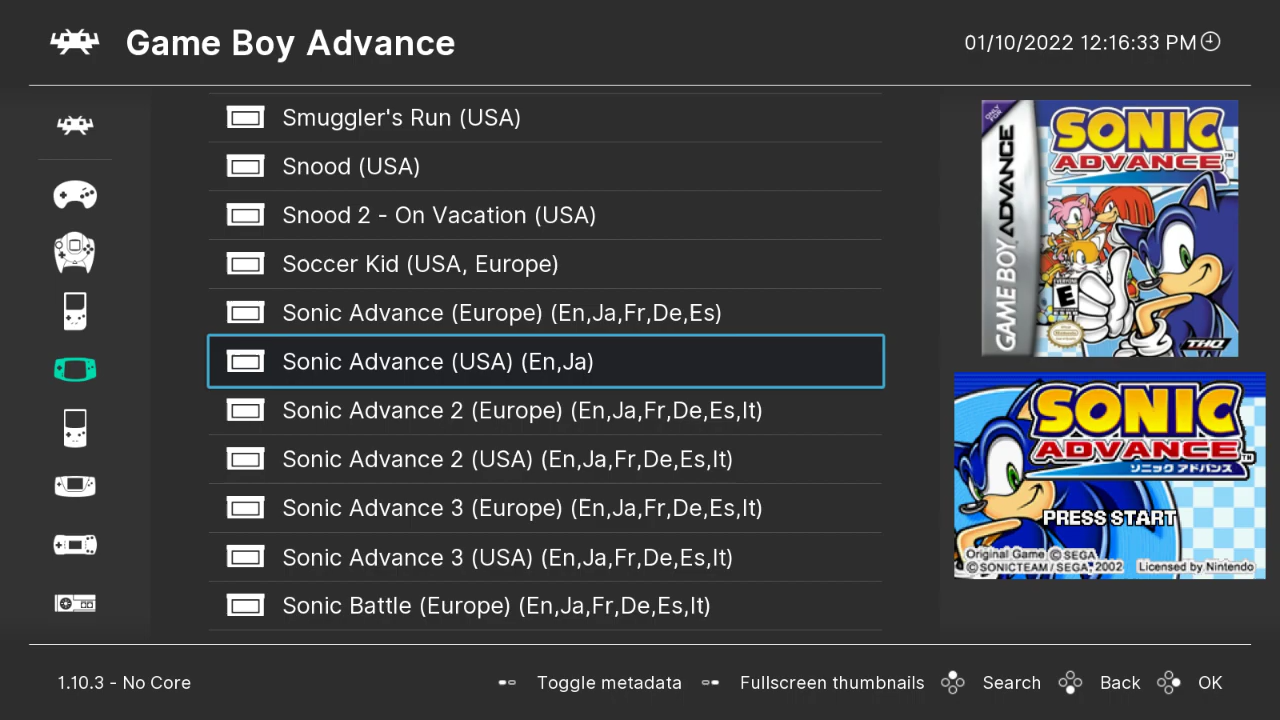 Game Boy Advance
01/10/2022 12:16:33 PM
Smuggler's Run (USA)
Snood (USA)
Snood 2 - On Vacation (USA)
Soccer Kid (USA, Europe)
Sonic Advance (Europe) (En,Ja,Fr,De,Es)
Sonic Advance (USA) (En,Ja)
Sonic Advance 2 (Europe) (En,Ja,Fr,De,Es,It)
Sonic Advance 2 (USA) (En,Ja,Fr,De,Es,It)
Sonic Advance 3 (Europe) (En,Ja,Fr,De,Es,It)
Sonic Advance 3 (USA) (En,Ja,Fr,De,Es,It)
Sonic Battle (Europe) (En,Ja,Fr,De,Es,It)
ONLY FOR
GAME BOY ADVANCE
SONIC
ADVANCE™
EVERYONE
E
ESRB
THQ
SONIC
ADVANCE™
ソニック アドバンス
PRESS START
Original Game © SEGA
© SONICTEAM / SEGA, 2002 Licensed by Nintendo
1.10.3 - No Core
Toggle metadata
Fullscreen thumbnails
Search
Back
OK